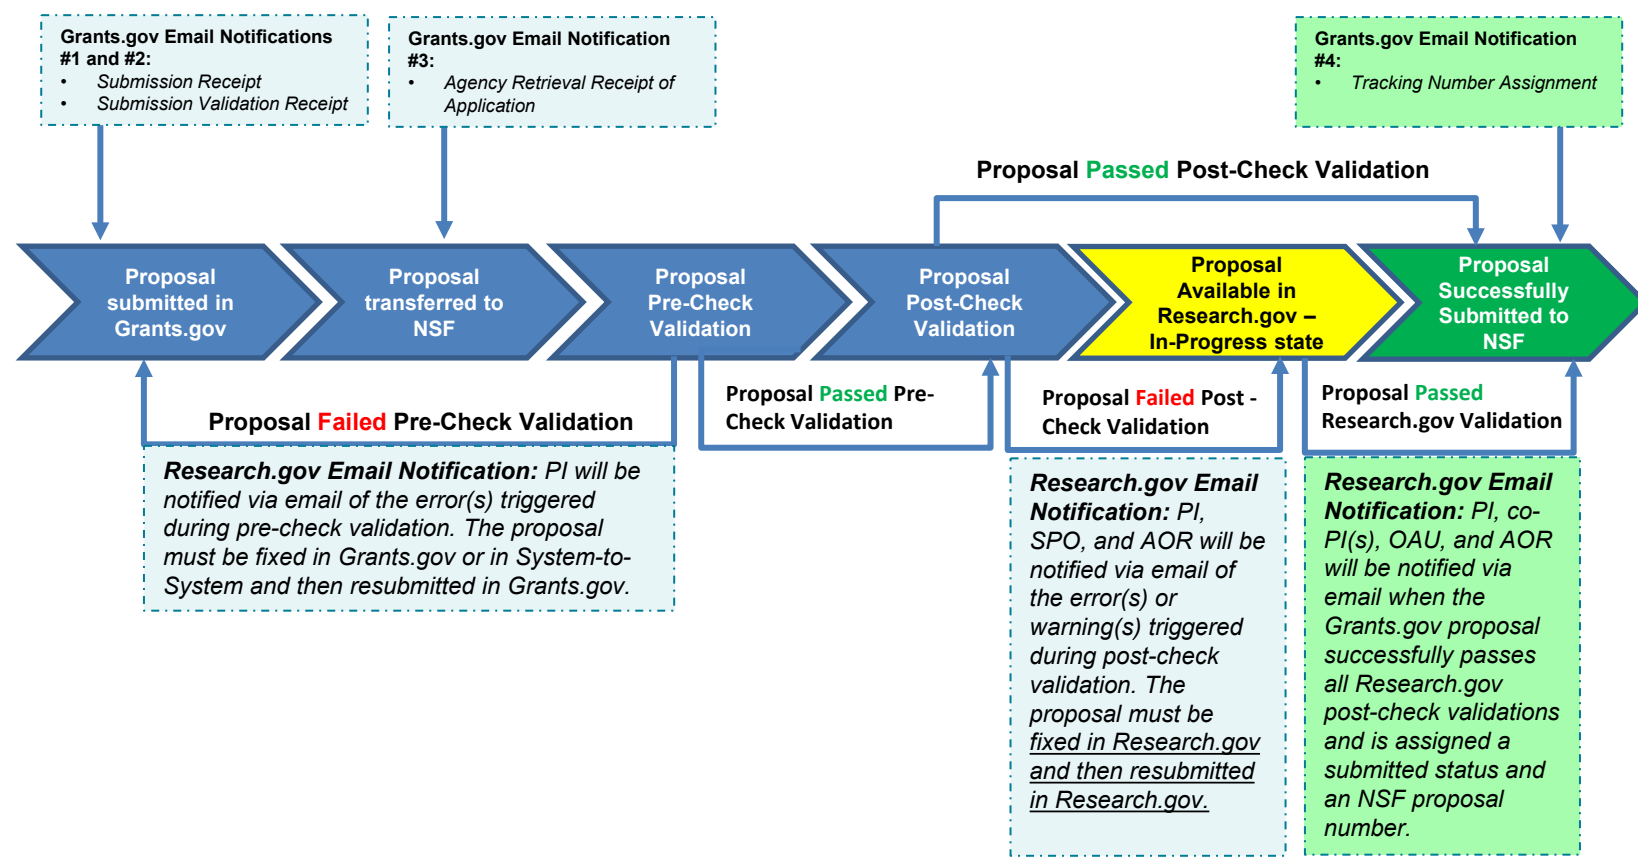 Grants.gov Email Notifications
#1 and #2:
• Submission Receipt
• Submission Validation Receipt
Grants.gov Email Notification
#3:
• Agency Retrieval Receipt of
Application
Grants.gov Email Notification
#4:
• Tracking Number Assignment
Proposal Passed Post-Check Validation
Proposal
submitted in
Grants.gov
Proposal
transferred to
NSF
Proposal
Pre-Check
Validation
Proposal
Post-Check
Validation
Proposal
Available in
Research.gov –
In-Progress state
Proposal
Successfully
Submitted to
NSF
Proposal Failed Pre-Check Validation
Proposal Passed Pre-
Check Validation
Proposal Failed Post -
Check Validation
Proposal Passed
Research.gov Validation
Research.gov Email Notification: PI will be
notified via email of the error(s) triggered
during pre-check validation. The proposal
must be fixed in Grants.gov or in System-to-
System and then resubmitted in Grants.gov.
Research.gov Email
Notification: PI,
SPO, and AOR will be
notified via email of
the error(s) or
warning(s) triggered
during post-check
validation. The
proposal must be
fixed in Research.gov
and then resubmitted
in Research.gov.
Research.gov Email
Notification: PI, co-
PI(s), OAU, and AOR
will be notified via
email when the
Grants.gov proposal
successfully passes
all Research.gov
post-check validations
and is assigned a
submitted status and
an NSF proposal
number.